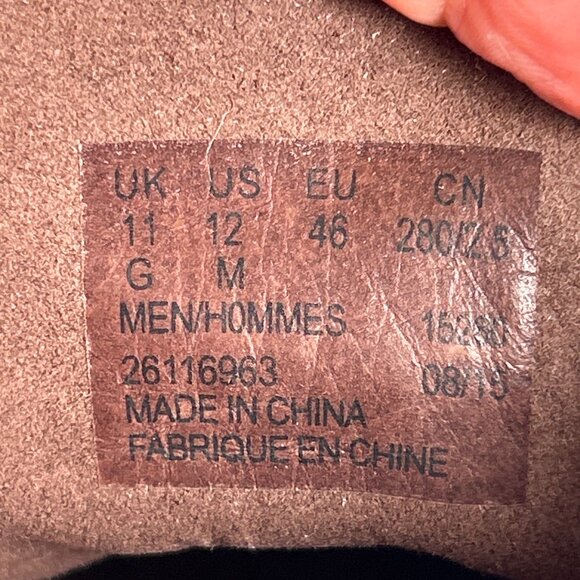 UK US EU CN
11 12 46 280/2.5
G M
MEN/HOMMES 15280
26116963 08/15
MADE IN CHINA
FABRIQUE EN CHINE